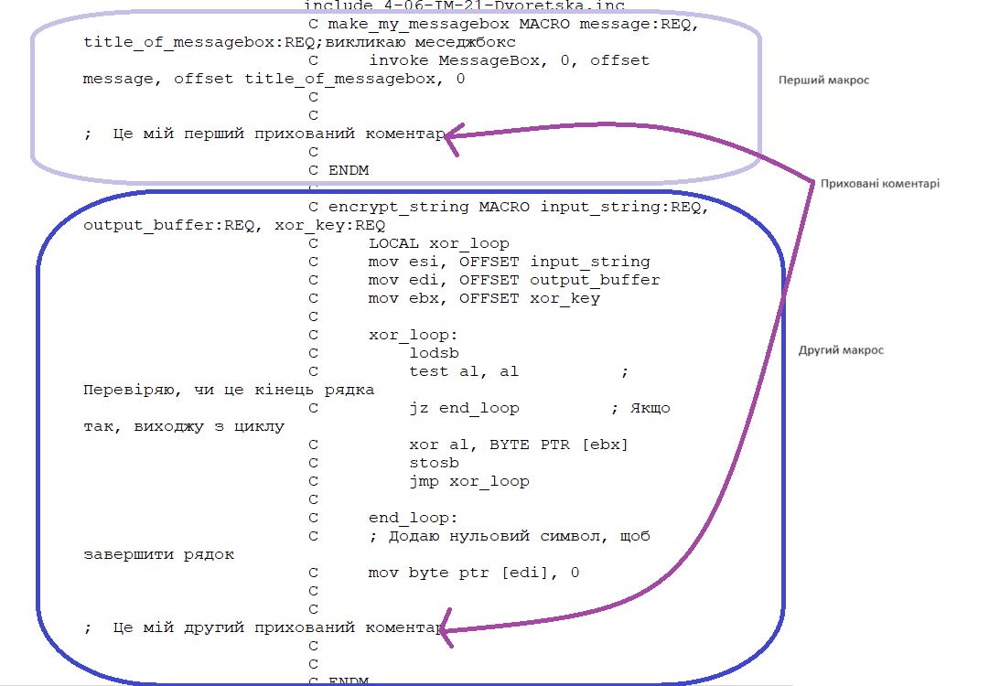 include 4-06-IM-21-Dvoretska.inc
C make_my_messagebox MACRO message:REQ,
title_of_messagebox:REQ;викликаю меседжбокс
C invoke MessageBox, 0, offset
message, offset title_of_messagebox, 0
C
C
; Це мій перший прихований коментар
C
C ENDM
C
C encrypt_string MACRO input_string:REQ,
output_buffer:REQ, xor_key:REQ
C LOCAL xor_loop
C mov esi, OFFSET input_string
C mov edi, OFFSET output_buffer
C mov ebx, OFFSET xor_key
C
C xor_loop:
C lodsb
C test al, al ;
Перевіряю, чи це кінець рядка
C jz end_loop ; Якщо
так, виходжу з циклу
C xor al, BYTE PTR [ebx]
C stosb
C jmp xor_loop
C
C end_loop:
C ; Додаю нульовий символ, щоб
завершити рядок
C mov byte ptr [edi], 0
C
C
; Це мій другий прихований коментар
C
C
C ENDM
Перший макрос
Приховані коментарі
Другий макрос